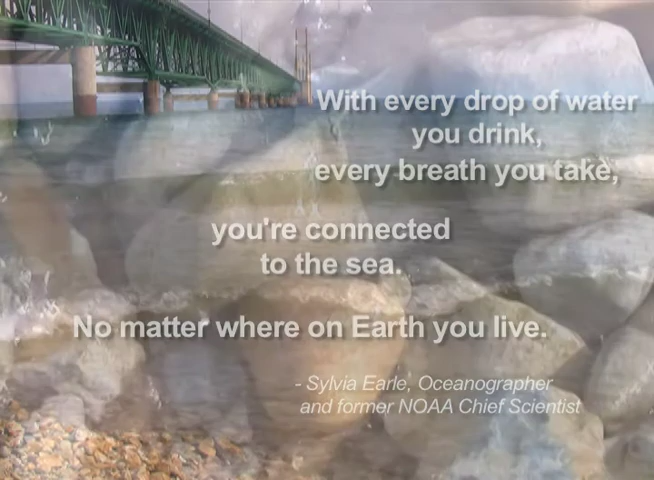 With every drop of water
you drink,
every breath you take,
you're connected
to the sea.
No matter where on Earth you live.
- Sylvia Earle, Oceanographer
and former NOAA Chief Scientist